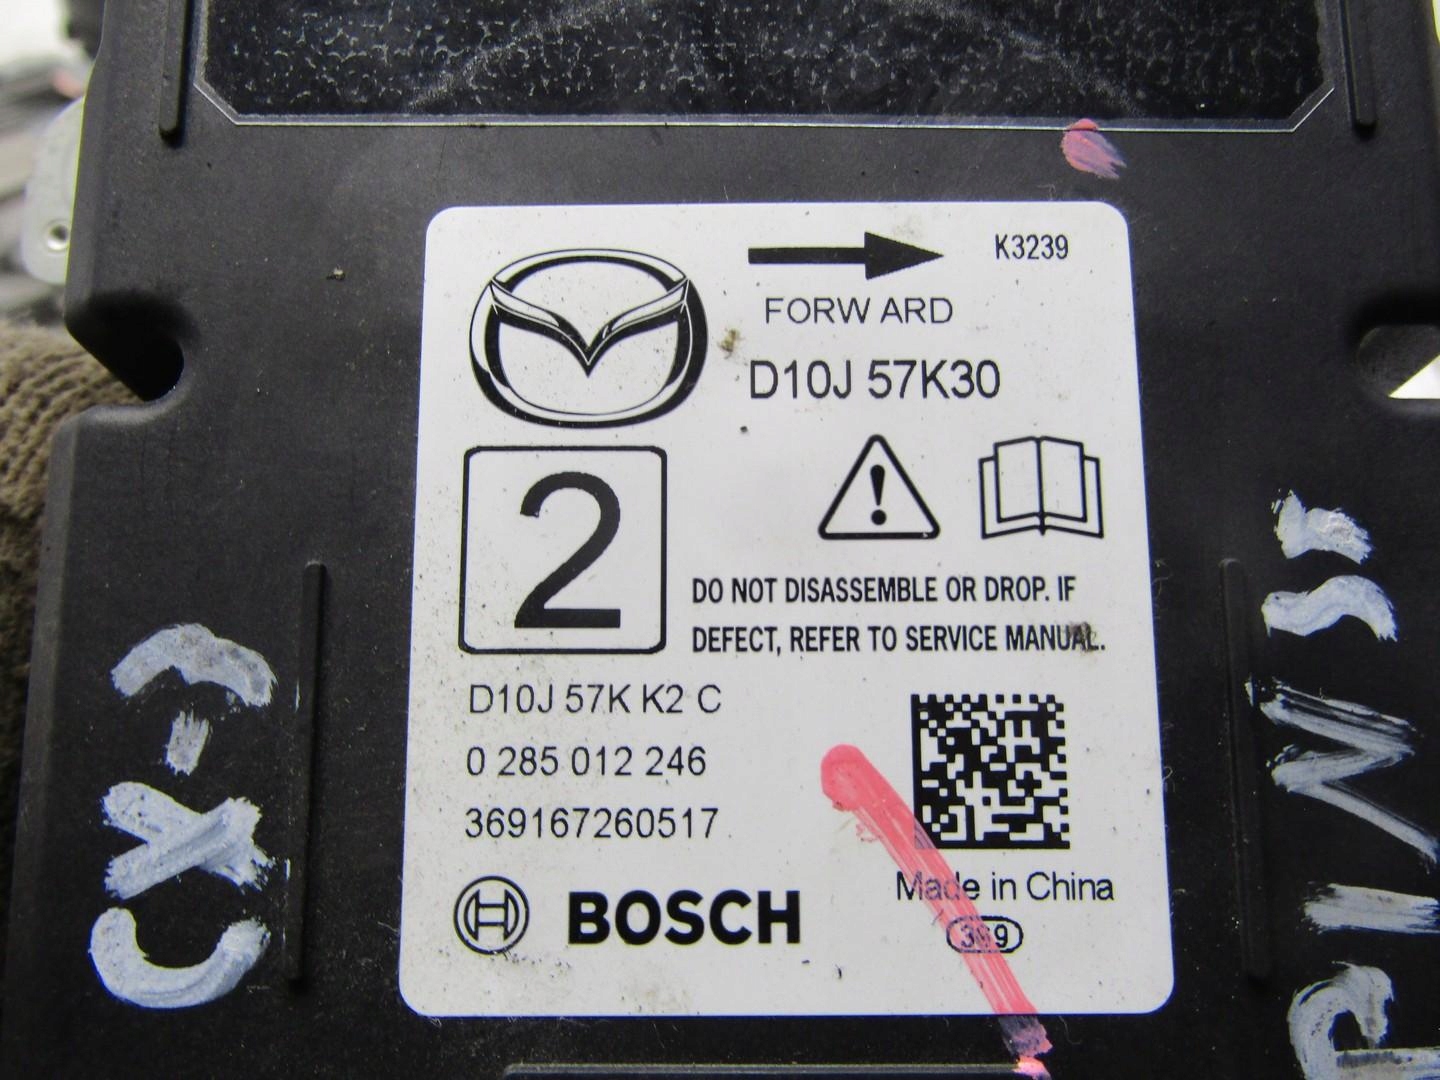 K3239
FORWARD
D10J 57K30
2
DO NOT DISASSEMBLE OR DROP. IF
DEFECT, REFER TO SERVICE MANUAL.
D10J 57K K2 C
0 285 012 246
369167260517
BOSCH
Made in China
369
CX-3